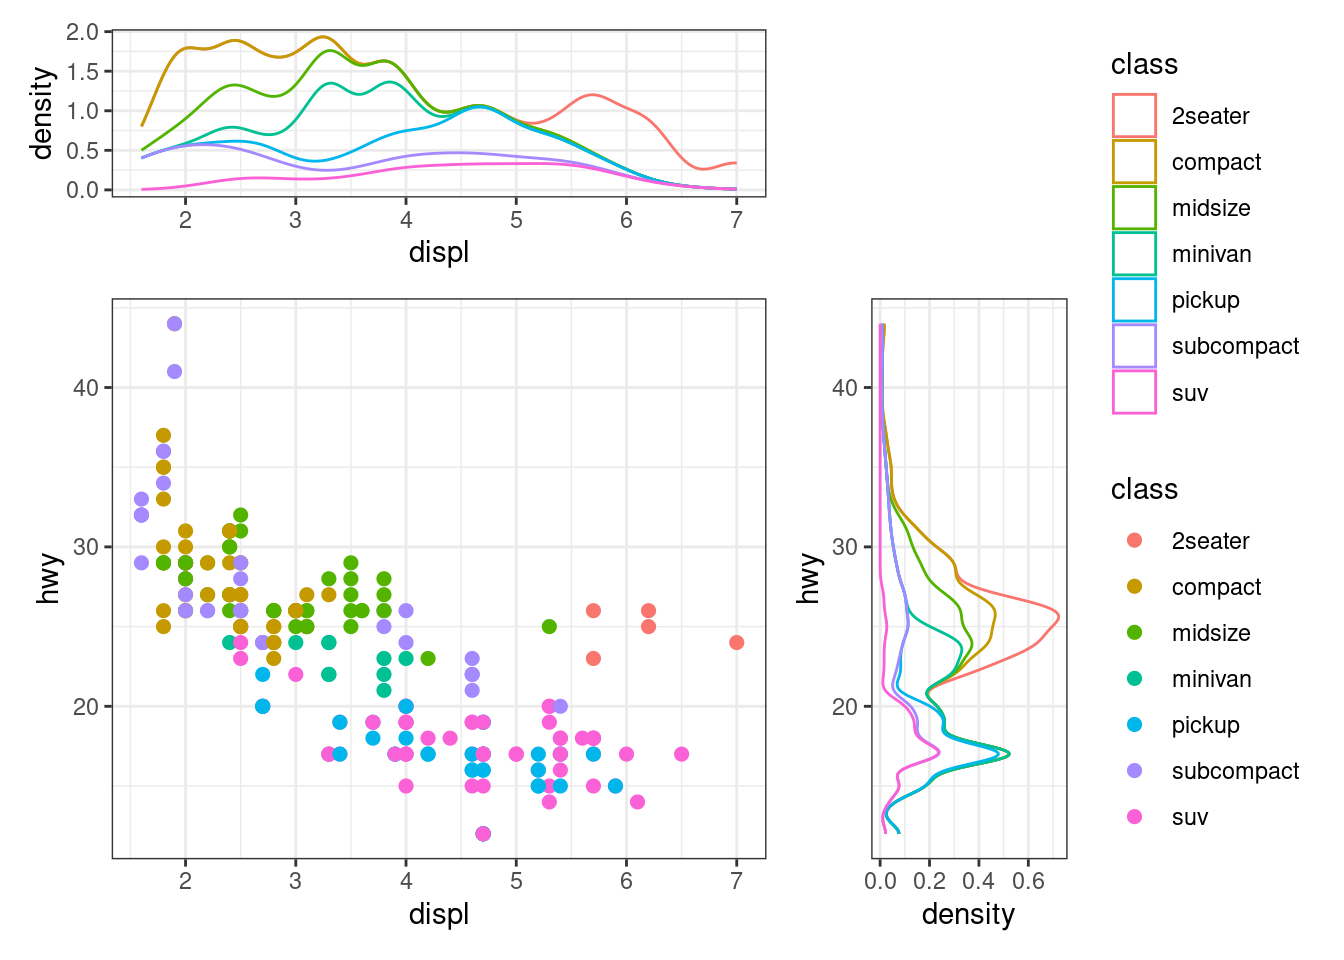 density
2.0
1.5
1.0
0.5
0.0
2 3 4 5 6 7
displ
hwy
40
30
20
2 3 4 5 6 7
displ
hwy
40
30
20
0.0 0.2 0.4 0.6
density
class
2seater
compact
midsize
minivan
pickup
subcompact
suv
class
2seater
compact
midsize
minivan
pickup
subcompact
suv